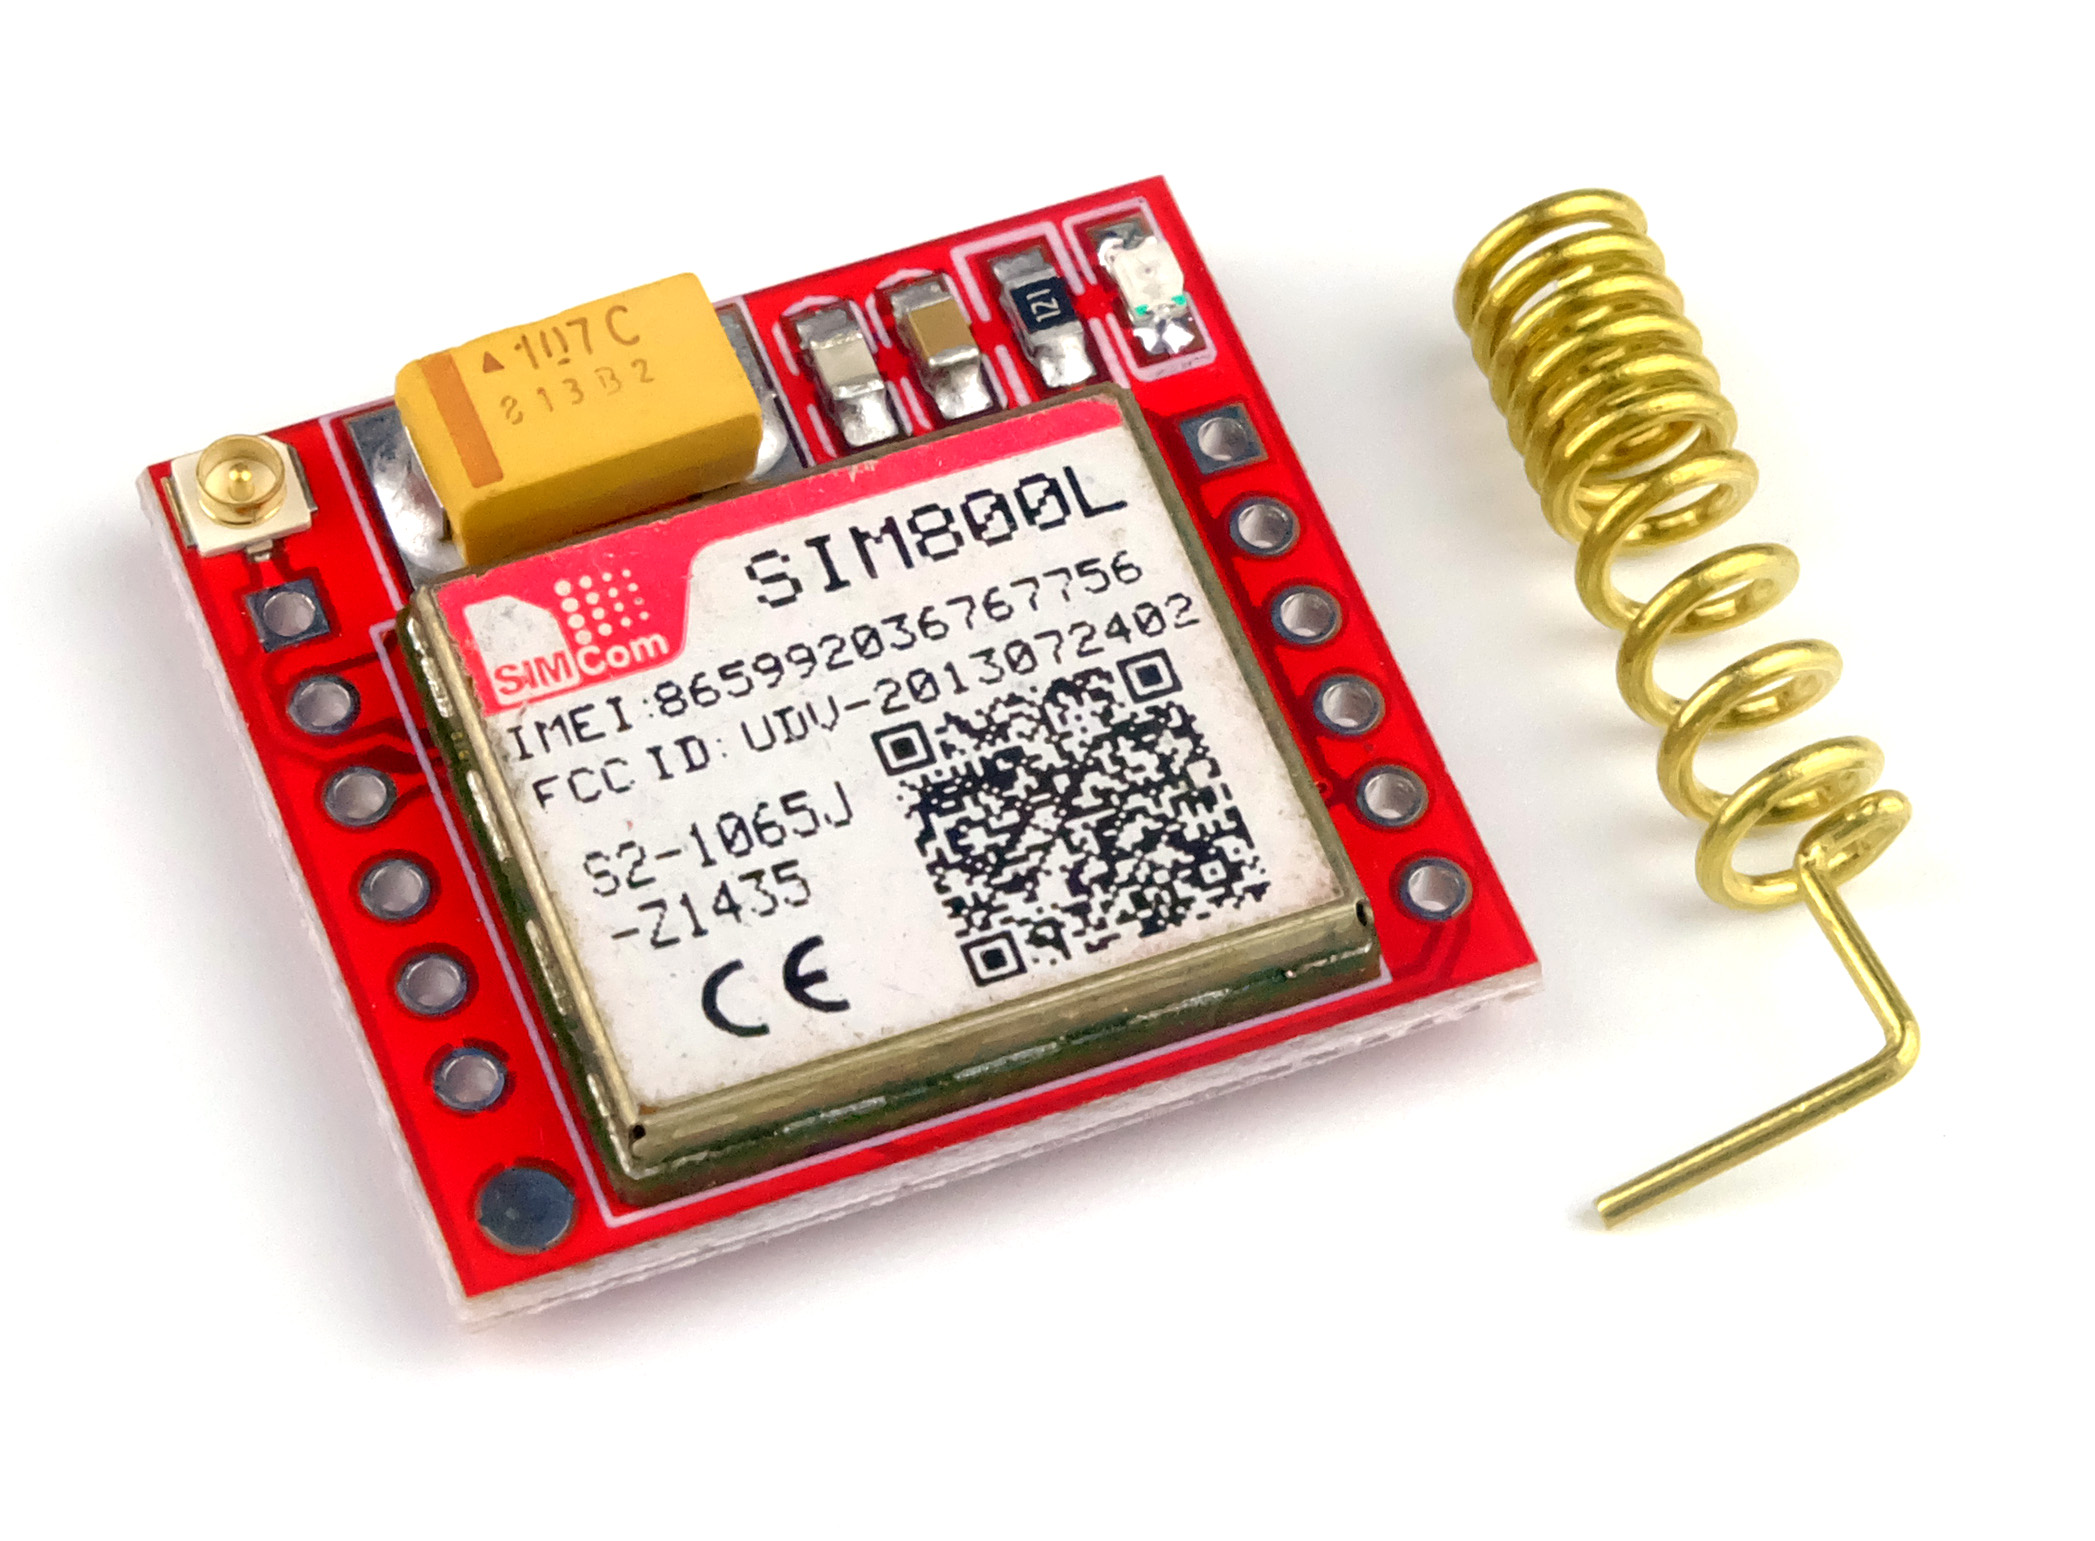 107C
813B2
121
SIM800L
SIMCom
IMEI:865992036767756
FCC ID:UDV-2013072402
S2-1065J
-Z1435
CE